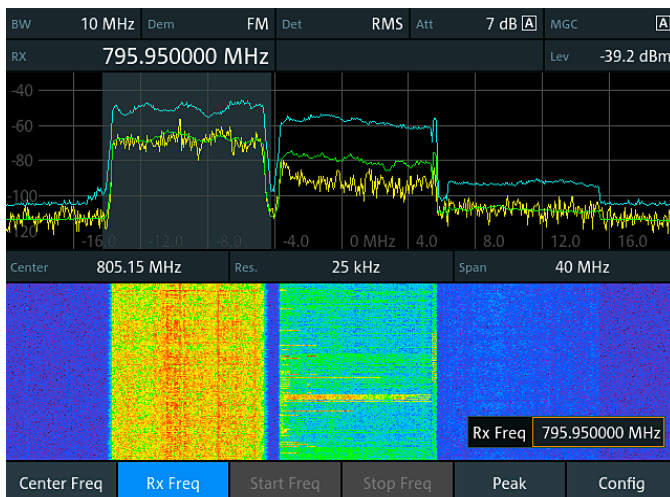 BW 10 MHz Dem FM Det RMS Att 7 dB A MGC A
RX 795.950000 MHz Lev -39.2 dBm
-40
-60
-80
-100
-120
-16.0 -12.0 -8.0 -4.0 0 MHz 4.0 8.0 12.0 16.0
Center 805.15 MHz Res. 25 kHz Span 40 MHz
Rx Freq 795.950000 MHz
Center Freq Rx Freq Start Freq Stop Freq Peak Config